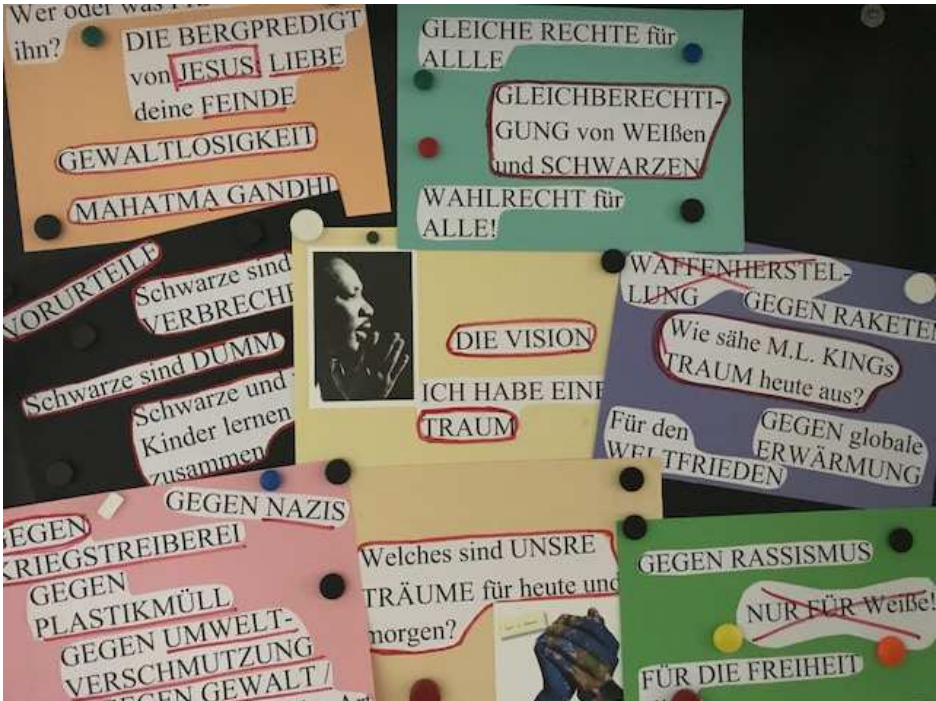 Wer oder was
ihn?
DIE BERGPREDIGT
von JESUS: LIEBE
deine FEINDE
GEWALTLOSIGKEIT
MAHATMA GANDHI
GLEICHE RECHTE für
ALLLE
GLEICHBERECHTI-
GUNG von WEIßen
und SCHWARZEN
WAHLRECHT für
ALLE!
VORURTEILE
Schwarze sind
VERBRECHE
Schwarze sind DUMM
Schwarze und
Kinder lernen
zusammen
DIE VISION
ICH HABE EINE
TRAUM
WAFFENHERSTEL-
LUNG
GEGEN RAKETEN
Wie sähe M.L. KINGs
TRAUM heute aus?
Für den
WELTFRIEDEN
GEGEN globale
ERWÄRMUNG
GEGEN NAZIS
GEGEN
KRIEGSTREIBEREI
GEGEN
PLASTIKMÜLL
GEGEN UMWELT-
VERSCHMUTZUNG
GEGEN GEWALT /
Welches sind UNSRE
TRÄUME für heute und
morgen?
GEGEN RASSISMUS
NUR FÜR Weiße!
FÜR DIE FREIHEIT